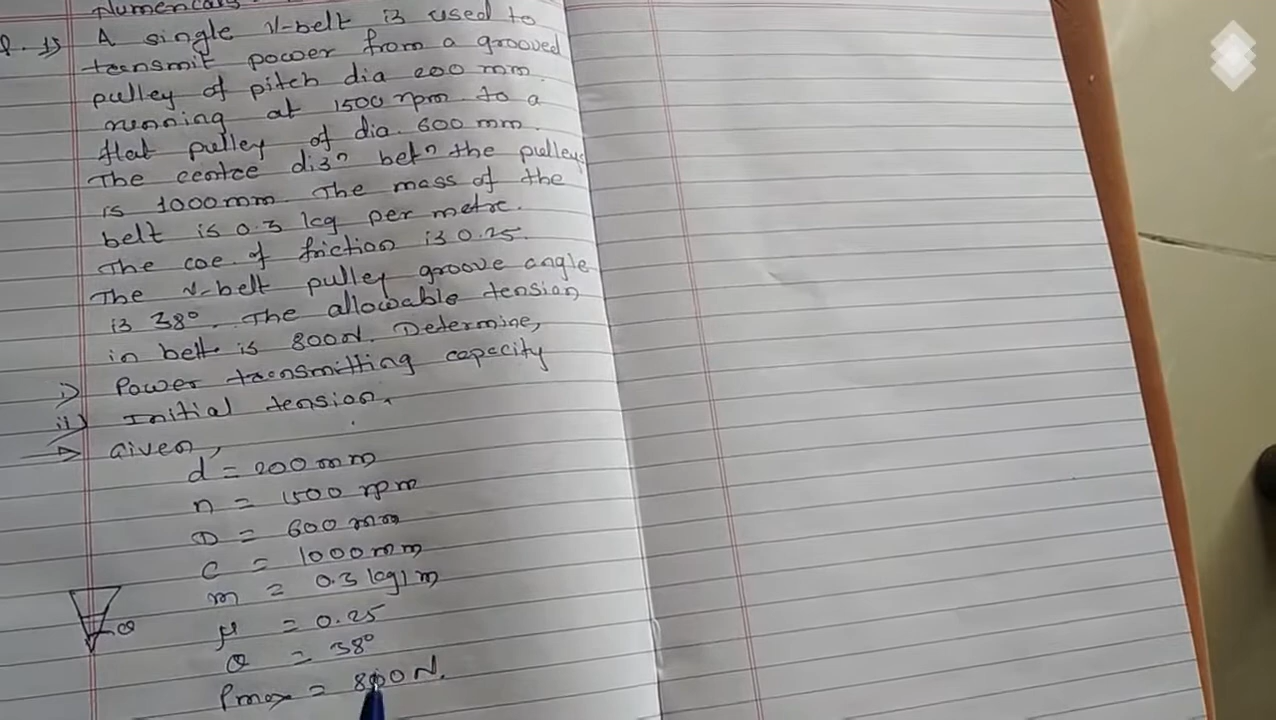 Numericals
Q. 1) A single V-belt is used to
transmit power from a grooved
pulley of pitch dia 200 mm
running at 1500 rpm to a
flat pulley of dia. 600 mm.
The centre disⁿ betⁿ the pulleys
is 1000 mm. The mass of the
belt is 0.3 kg per metre.
The coe. of friction is 0.25.
The V-belt pulley groove angle
is 38°. The allowable tension
in belt is 800N. Determine,
i) Power transmitting capacity
ii) Initial tension.
⇒ Given,
d = 200 mm
n = 1500 rpm
D = 600 mm
C = 1000 mm
m = 0.3 kg/m
μ = 0.25
θ
θ = 38°
Pmax = 800 N.